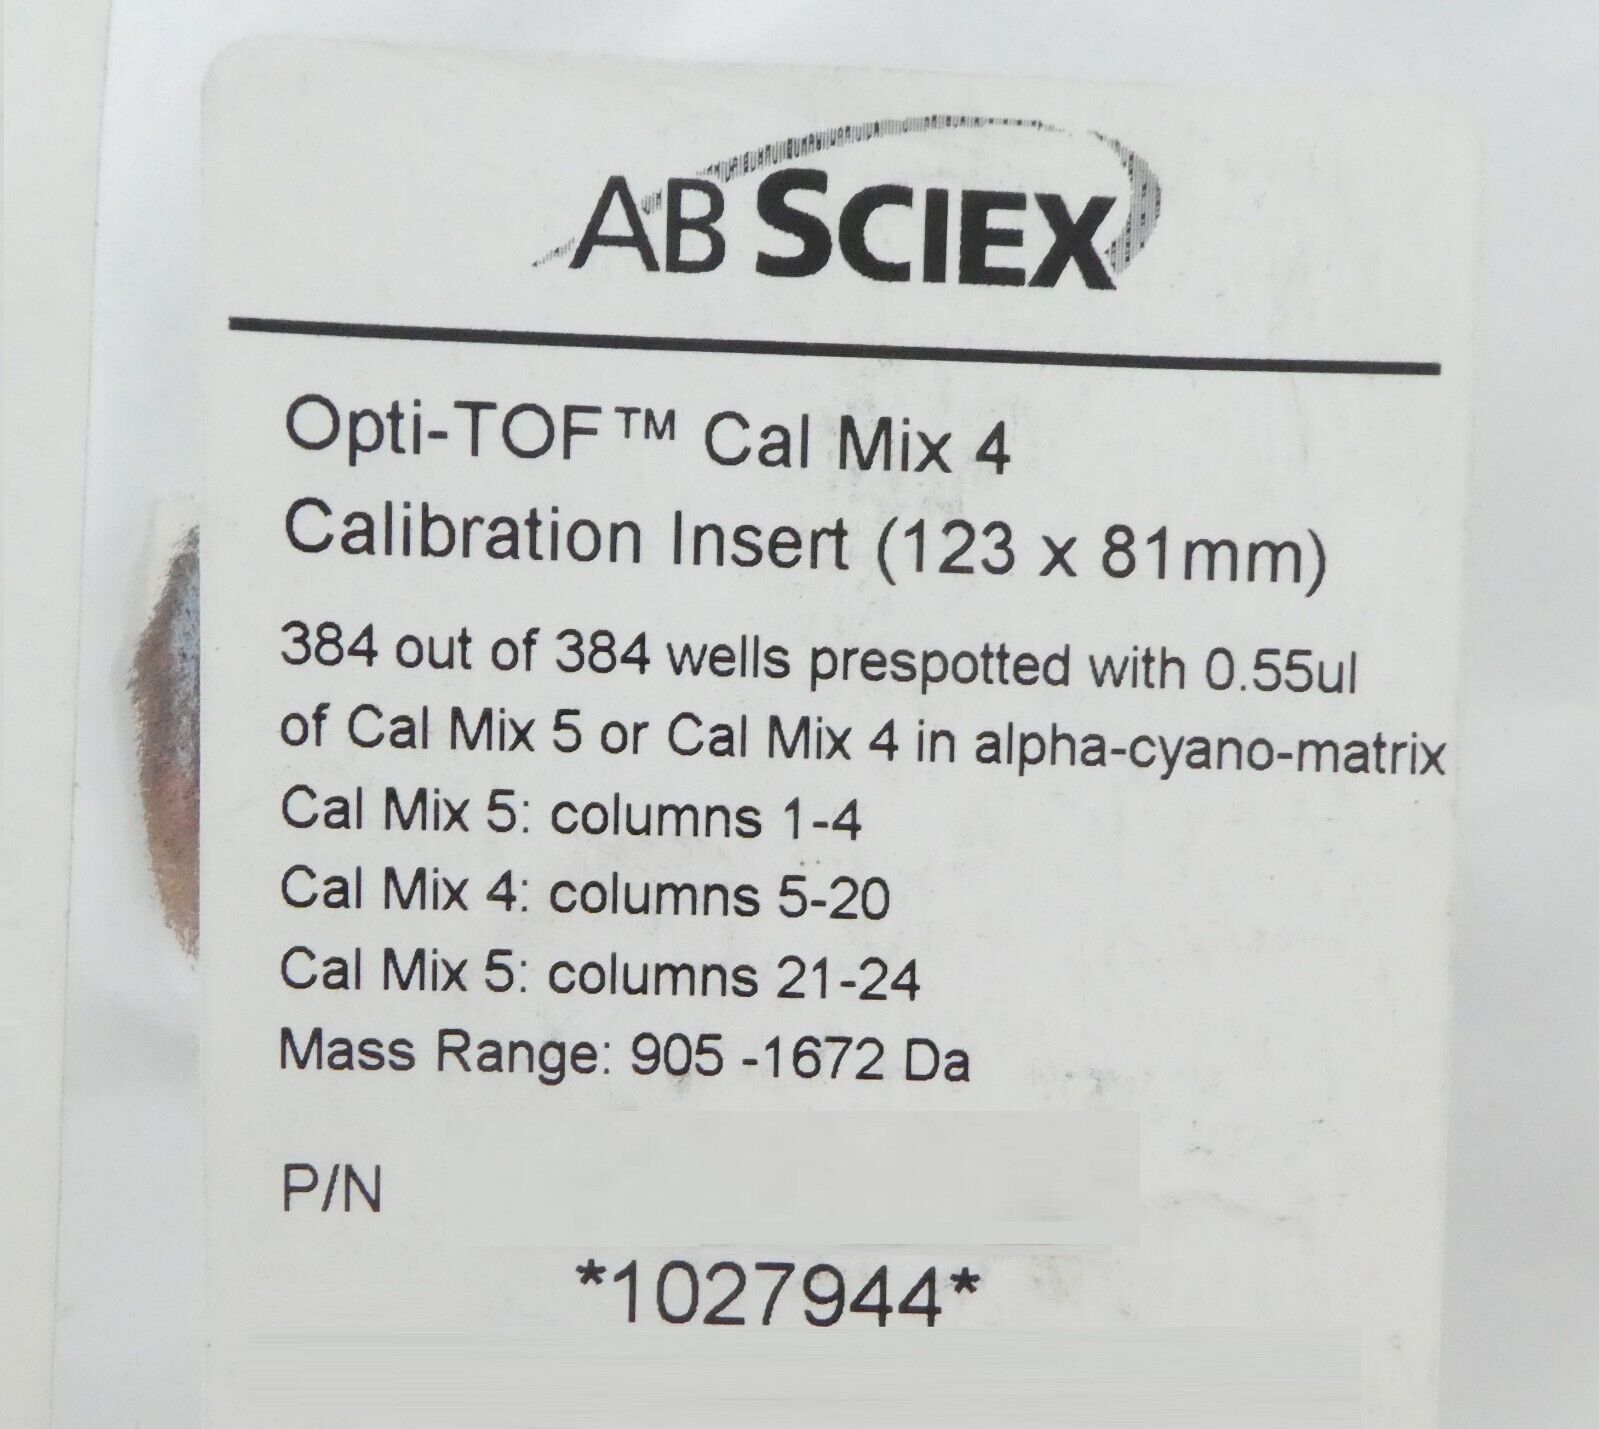 AB SCIEX
Opti-TOF™ Cal Mix 4
Calibration Insert (123 x 81mm)
384 out of 384 wells prespotted with 0.55ul
of Cal Mix 5 or Cal Mix 4 in alpha-cyano-matrix
Cal Mix 5: columns 1-4
Cal Mix 4: columns 5-20
Cal Mix 5: columns 21-24
Mass Range: 905 -1672 Da
P/N
*1027944*